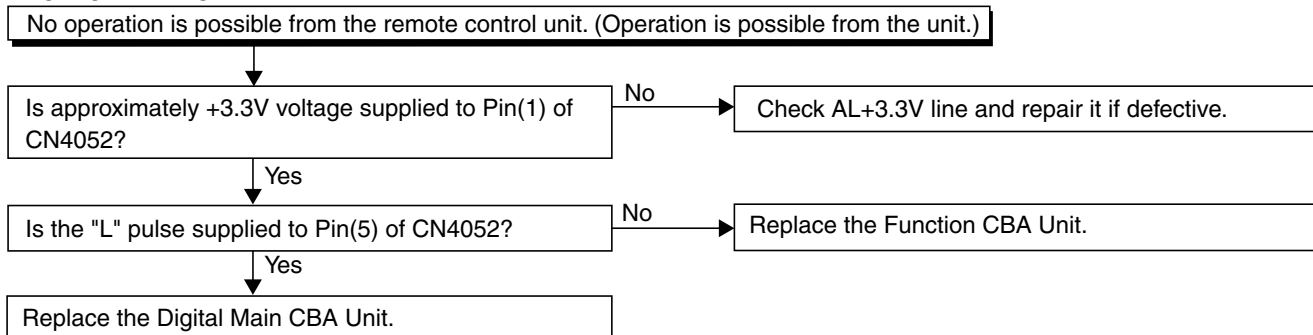 No operation is possible from the remote control unit. (Operation is possible from the unit.)
Is approximately +3.3V voltage supplied to Pin(1) of
CN4052?
No
Check AL+3.3V line and repair it if defective.
Yes
Is the "L" pulse supplied to Pin(5) of CN4052?
No
Replace the Function CBA Unit.
Yes
Replace the Digital Main CBA Unit.